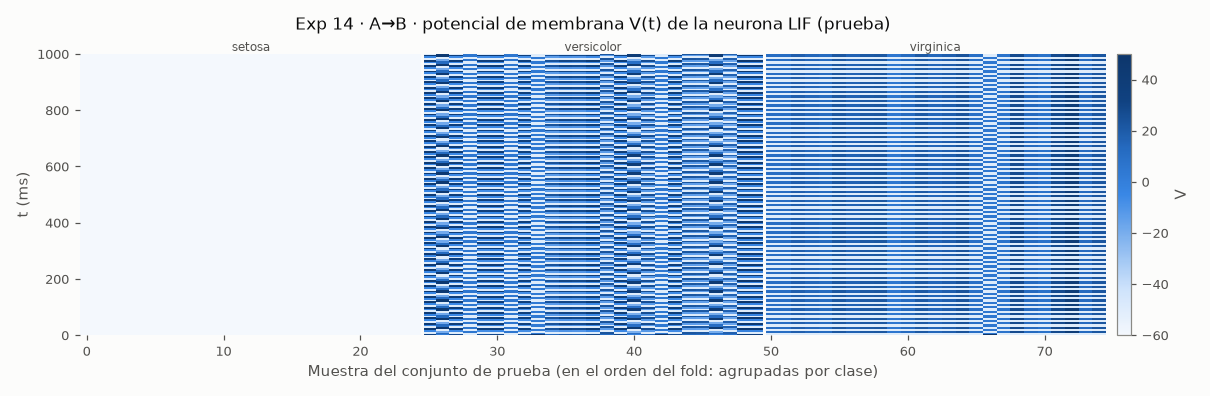 Exp 14 · A→B · potencial de membrana V(t) de la neurona LIF (prueba)
setosa versicolor virginica
1000
800
600
400
200
0
t (ms)
0 10 20 30 40 50 60 70
Muestra del conjunto de prueba (en el orden del fold: agrupadas por clase)
40
20
0
−20
−40
−60
V